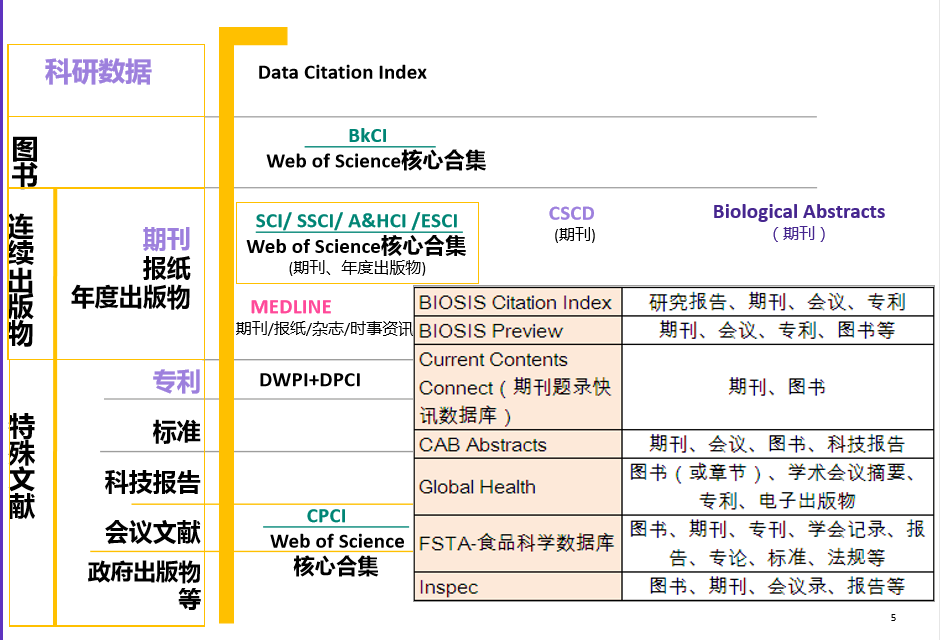 科研数据
Data Citation Index
图书
BkCI
Web of Science核心合集
连续出版物
期刊
报纸
年度出版物
SCI/ SSCI/ A&HCI /ESCI
Web of Science核心合集
(期刊、年度出版物)
CSCD
(期刊)
Biological Abstracts
（期刊）
MEDLINE
期刊/报纸/杂志/时事资讯
BIOSIS Citation Index
研究报告、期刊、会议、专利
BIOSIS Preview
期刊、会议、专利、图书等
Current Contents
Connect（期刊题录快
讯数据库）
期刊、图书
CAB Abstracts
期刊、会议、图书、科技报告
Global Health
图书（或章节）、学术会议摘要、
专利、电子出版物
FSTA-食品科学数据库
图书、期刊、专刊、学会记录、报
告、专论、标准、法规等
Inspec
图书、期刊、会议录、报告等
特殊文献
专利
DWPI+DPCI
标准
科技报告
会议文献
CPCI
Web of Science
核心合集
政府出版物
等
5